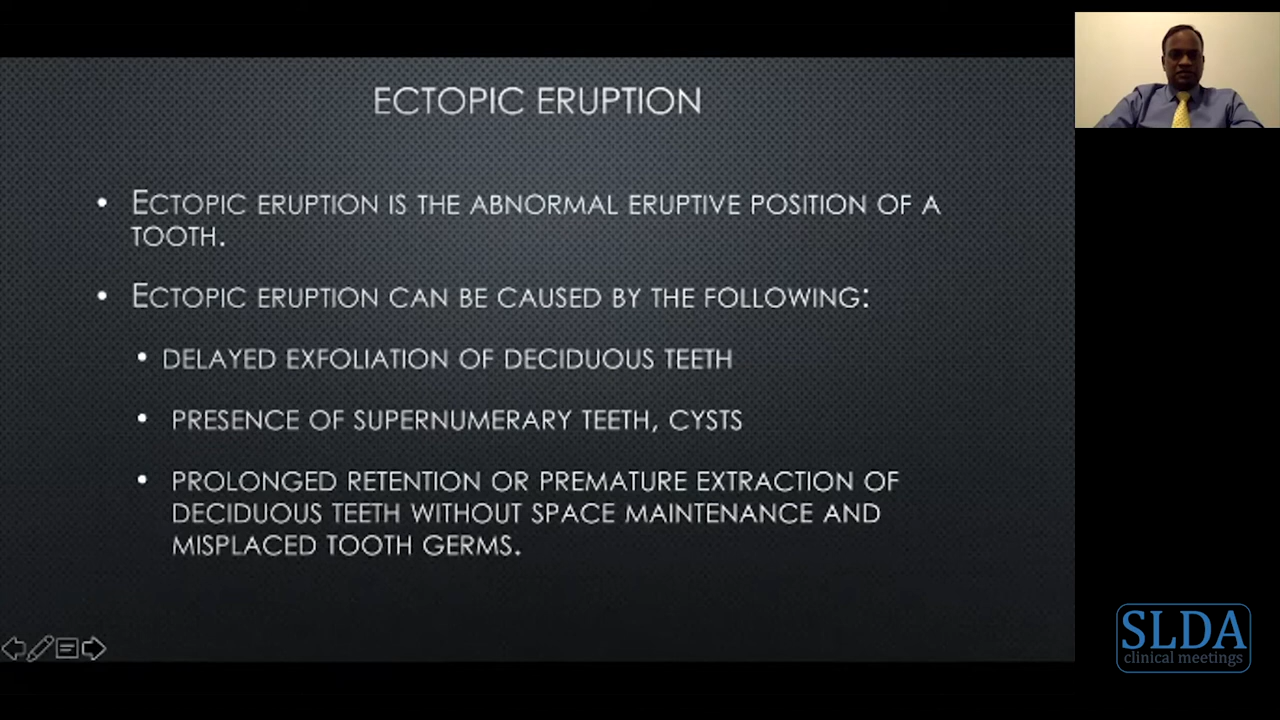 ECTOPIC ERUPTION
• ECTOPIC ERUPTION IS THE ABNORMAL ERUPTIVE POSITION OF A
TOOTH.
• ECTOPIC ERUPTION CAN BE CAUSED BY THE FOLLOWING:
• DELAYED EXFOLIATION OF DECIDUOUS TEETH
• PRESENCE OF SUPERNUMERARY TEETH, CYSTS
• PROLONGED RETENTION OR PREMATURE EXTRACTION OF
DECIDUOUS TEETH WITHOUT SPACE MAINTENANCE AND
MISPLACED TOOTH GERMS.
SLDA
clinical meetings